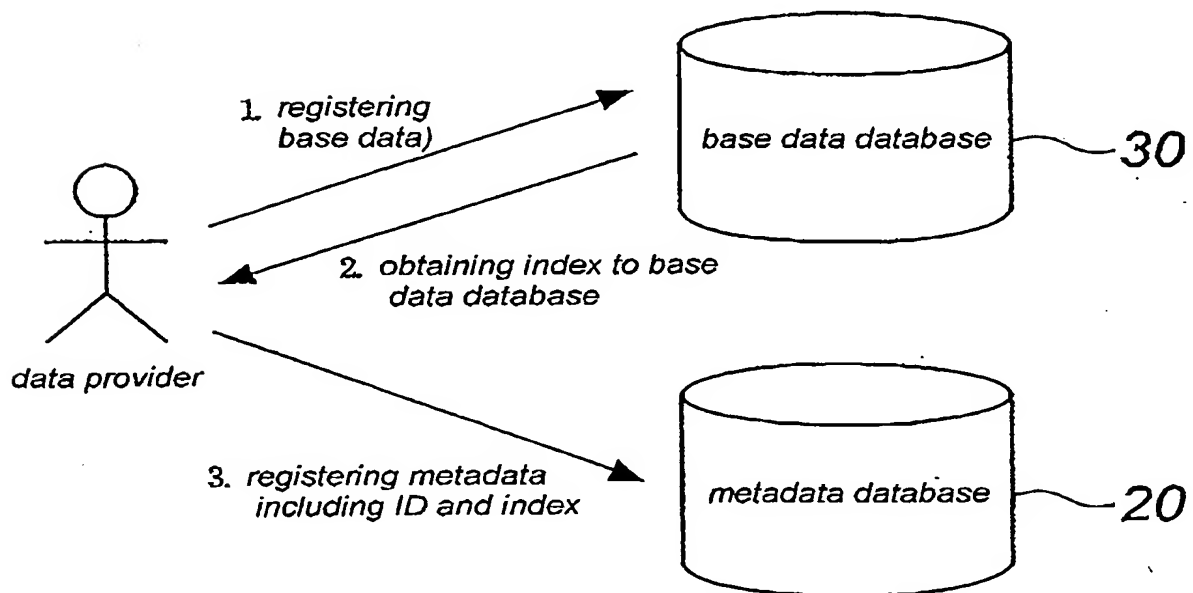 1. registering
base data)
base data database
30
2. obtaining index to base
data database
data provider
3. registering metadata
including ID and index
metadata database
20